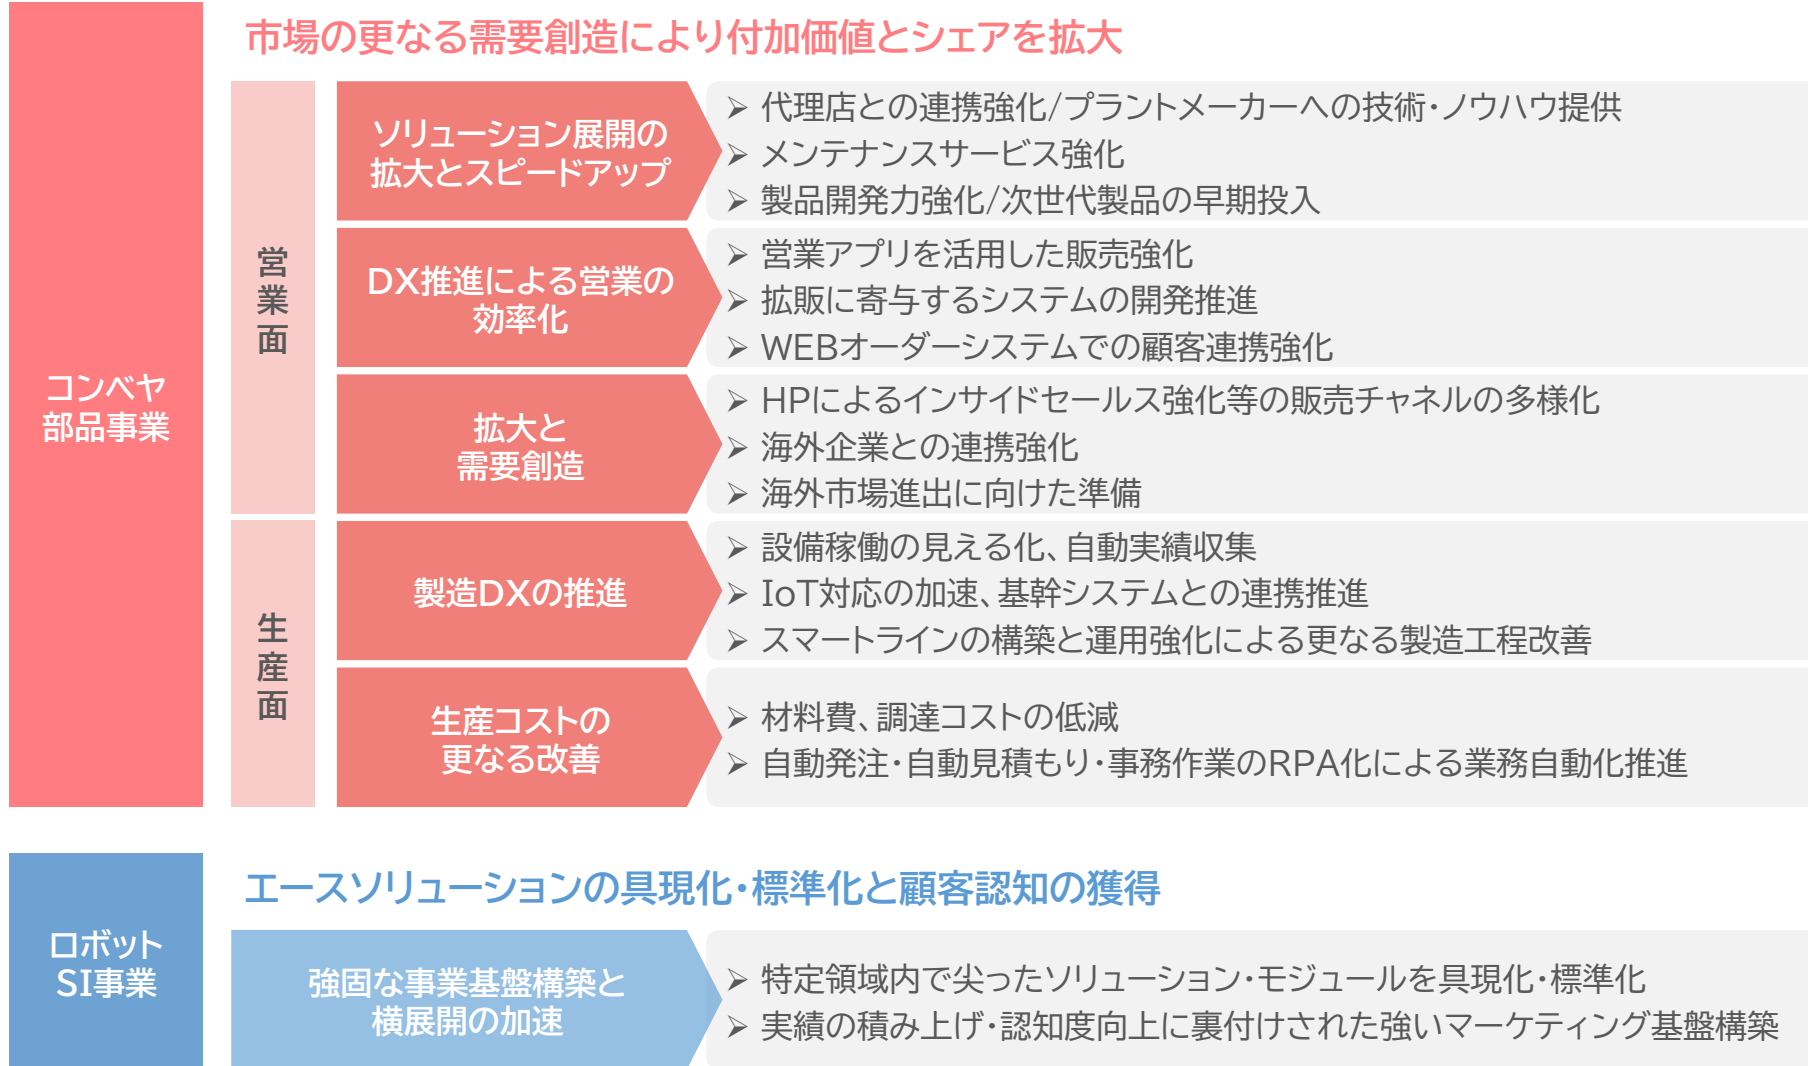 市場の更なる需要創造により付加価値とシェアを拡大
コンベヤ
部品事業
営業面
ソリューション展開の
拡大とスピードアップ
➢ 代理店との連携強化/プラントメーカーへの技術・ノウハウ提供
➢ メンテナンスサービス強化
➢ 製品開発力強化/次世代製品の早期投入
DX推進による営業の
効率化
➢ 営業アプリを活用した販売強化
➢ 拡販に寄与するシステムの開発推進
➢ WEBオーダーシステムでの顧客連携強化
拡大と
需要創造
➢ HPによるインサイドセールス強化等の販売チャネルの多様化
➢ 海外企業との連携強化
➢ 海外市場進出に向けた準備
生産面
製造DXの推進
➢ 設備稼働の見える化、自動実績収集
➢ IoT対応の加速、基幹システムとの連携推進
➢ スマートラインの構築と運用強化による更なる製造工程改善
生産コストの
更なる改善
➢ 材料費、調達コストの低減
➢ 自動発注・自動見積もり・事務作業のRPA化による業務自動化推進
エースソリューションの具現化・標準化と顧客認知の獲得
ロボット
SI事業
強固な事業基盤構築と
横展開の加速
➢ 特定領域内で尖ったソリューション・モジュールを具現化・標準化
➢ 実績の積み上げ・認知度向上に裏付けされた強いマーケティング基盤構築